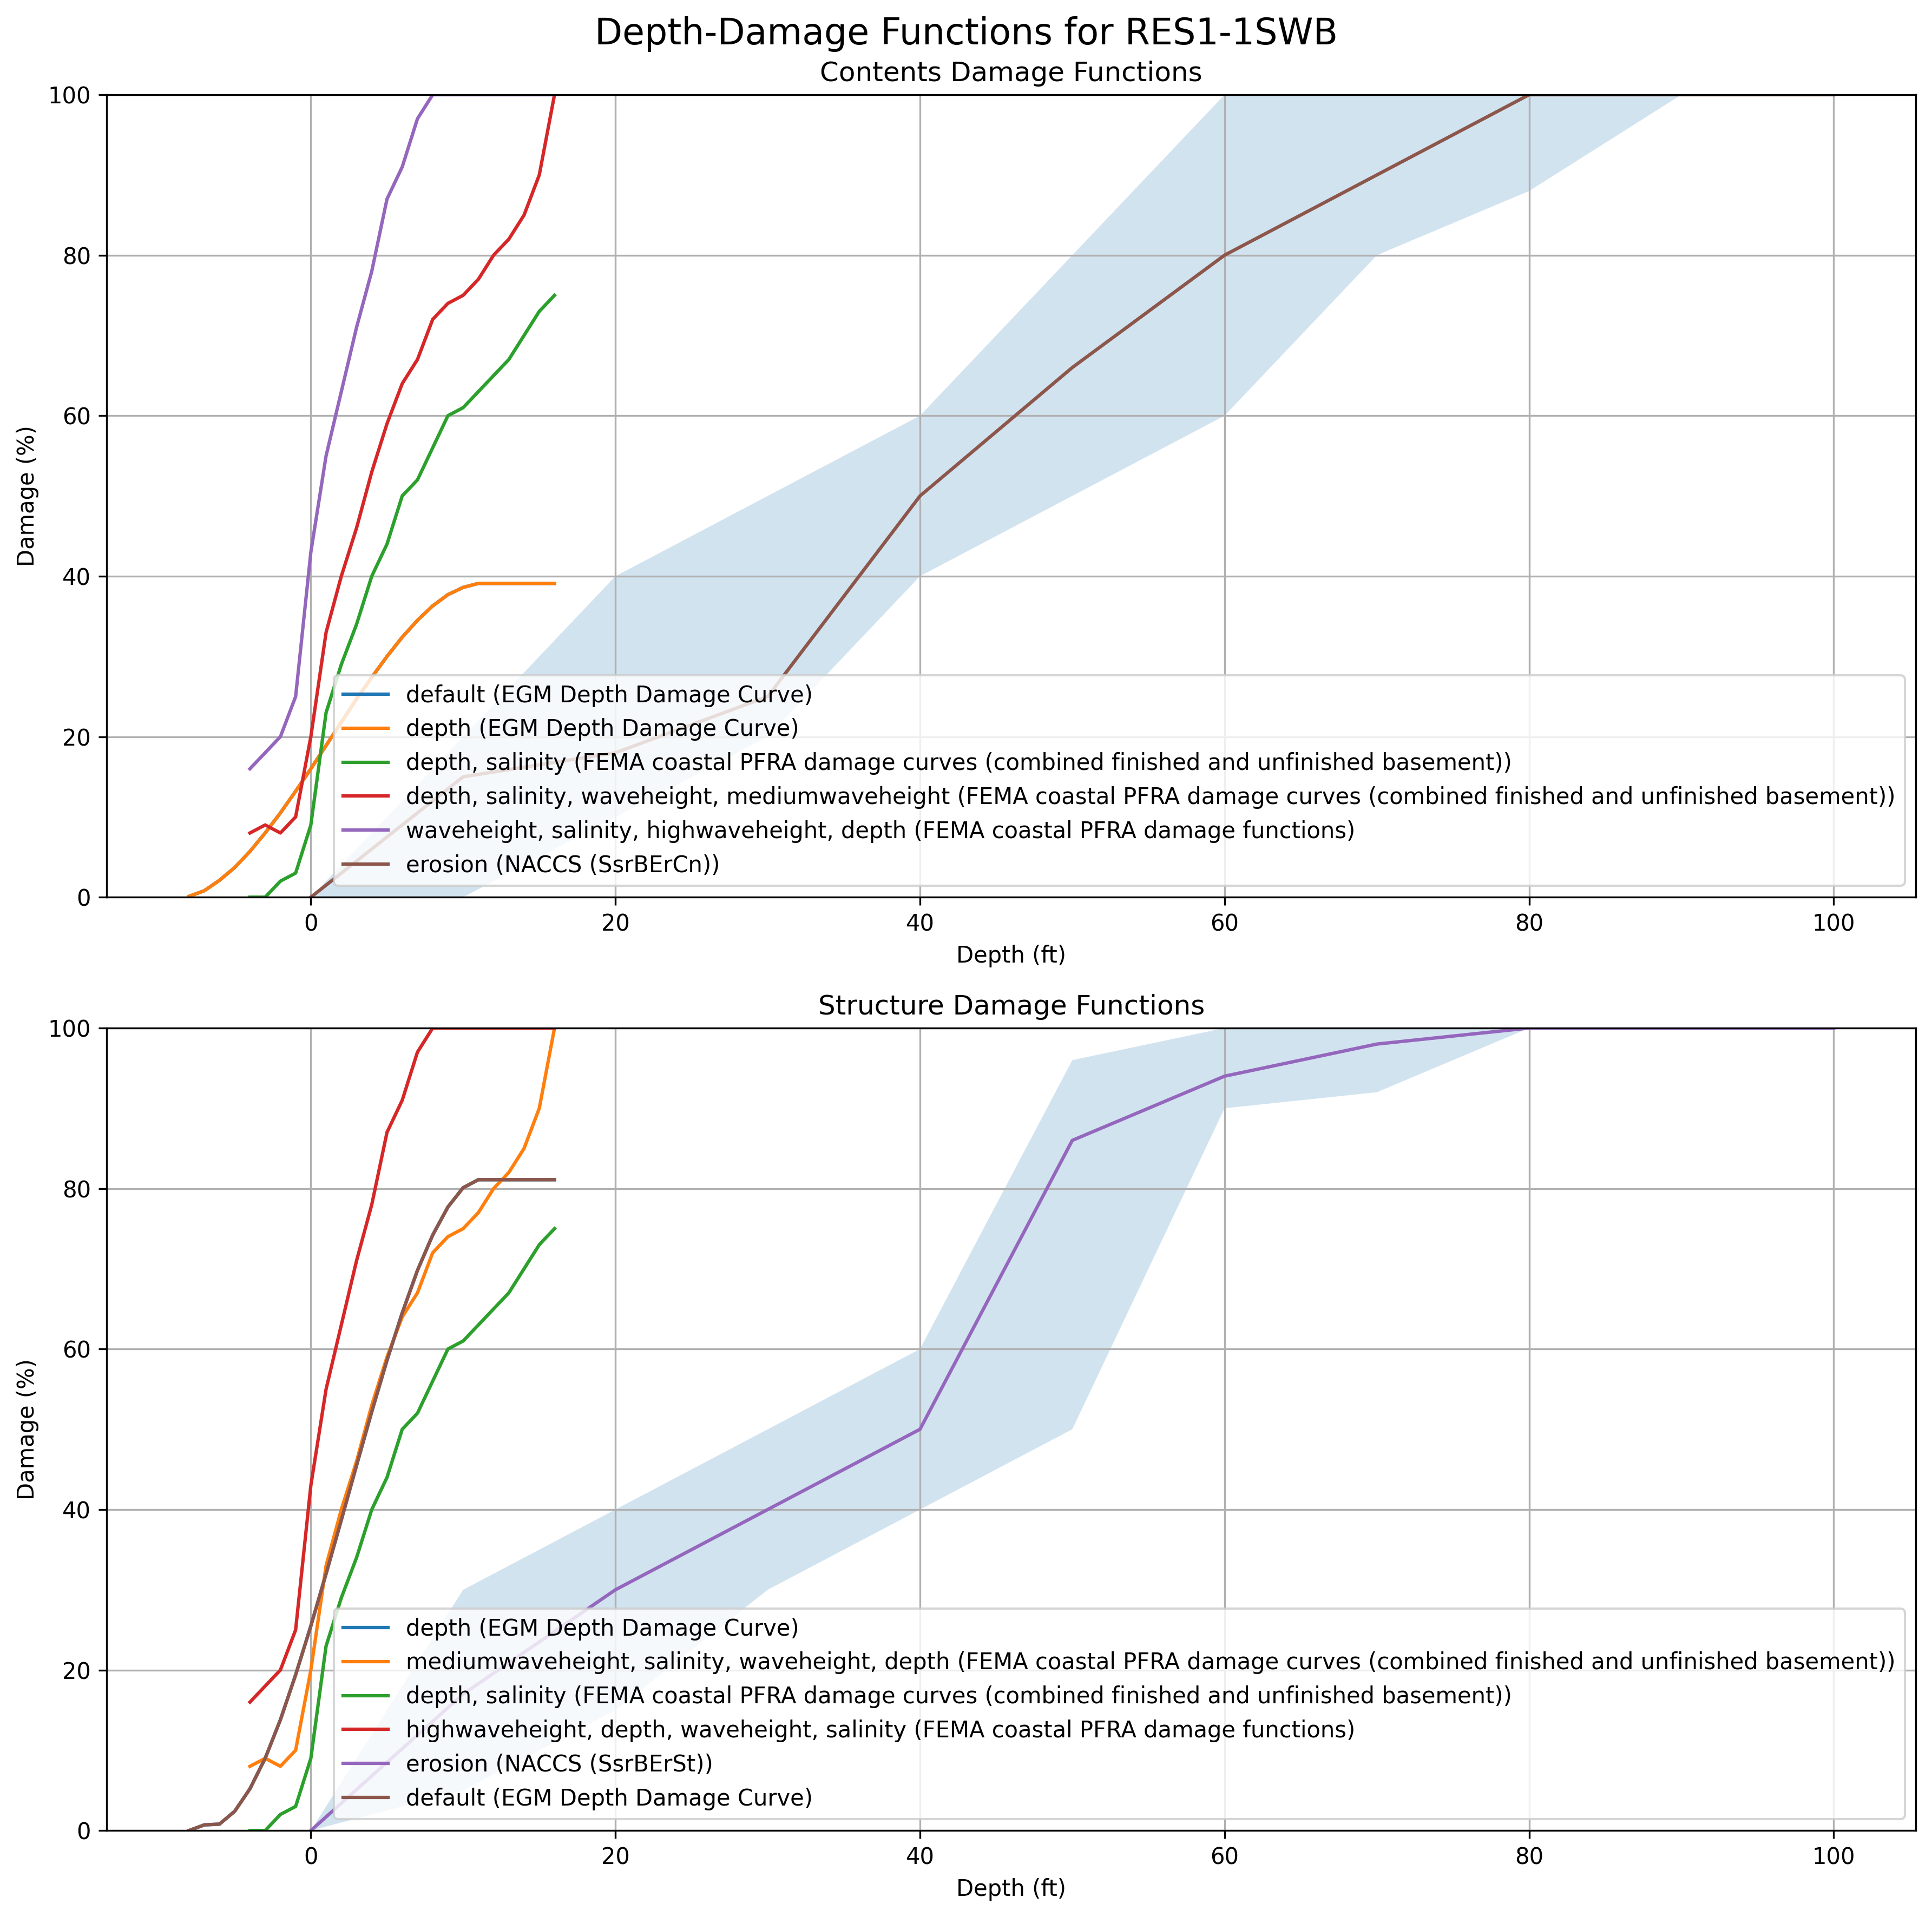 Depth-Damage Functions for RES1-1SWB
Contents Damage Functions
100
80
60
40
20
0
Damage (%)
default (EGM Depth Damage Curve)
depth (EGM Depth Damage Curve)
depth, salinity (FEMA coastal PFRA damage curves (combined finished and unfinished basement))
depth, salinity, waveheight, mediumwaveheight (FEMA coastal PFRA damage curves (combined finished and unfinished basement))
waveheight, salinity, highwaveheight, depth (FEMA coastal PFRA damage functions)
erosion (NACCS (SsrBErCn))
0 20 40 60 80 100
Depth (ft)
Structure Damage Functions
100
80
60
40
20
0
Damage (%)
depth (EGM Depth Damage Curve)
mediumwaveheight, salinity, waveheight, depth (FEMA coastal PFRA damage curves (combined finished and unfinished basement))
depth, salinity (FEMA coastal PFRA damage curves (combined finished and unfinished basement))
highwaveheight, depth, waveheight, salinity (FEMA coastal PFRA damage functions)
erosion (NACCS (SsrBErSt))
default (EGM Depth Damage Curve)
0 20 40 60 80 100
Depth (ft)